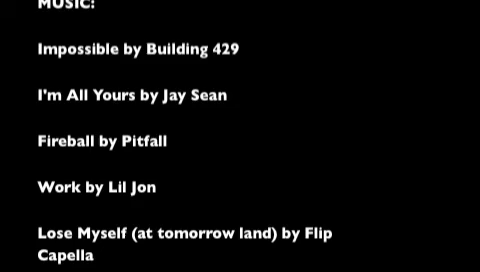 MUSIC:
Impossible by Building 429
I'm All Yours by Jay Sean
Fireball by Pitfall
Work by Lil Jon
Lose Myself (at tomorrow land) by Flip
Capella